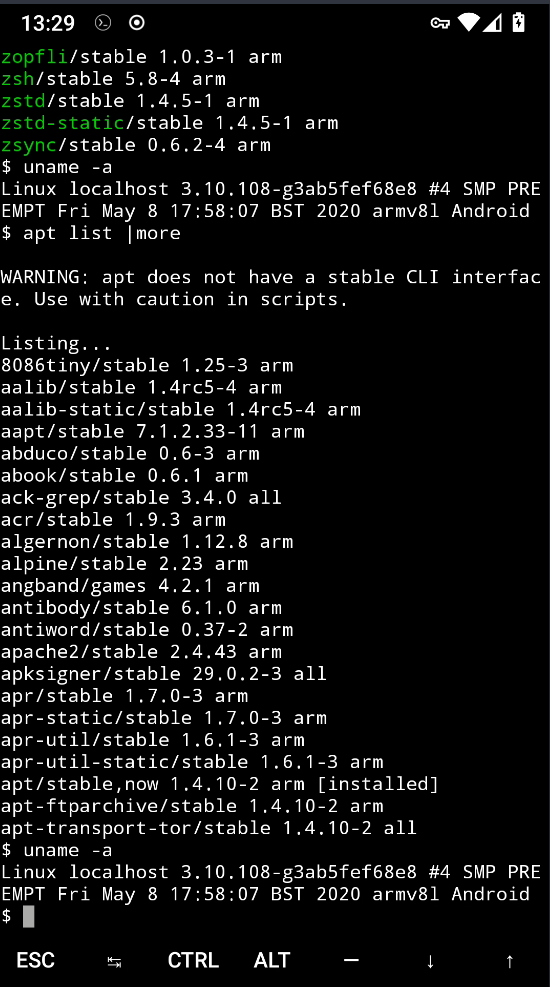 13:29
zopfli/stable 1.0.3-1 arm
zsh/stable 5.8-4 arm
zstd/stable 1.4.5-1 arm
zstd-static/stable 1.4.5-1 arm
zsync/stable 0.6.2-4 arm
$ uname -a
Linux localhost 3.10.108-g3ab5fef68e8 #4 SMP PRE
EMPT Fri May 8 17:58:07 BST 2020 armv8l Android
$ apt list |more
WARNING: apt does not have a stable CLI interfac
e. Use with caution in scripts.
Listing...
8086tiny/stable 1.25-3 arm
aalib/stable 1.4rc5-4 arm
aalib-static/stable 1.4rc5-4 arm
aapt/stable 7.1.2.33-11 arm
abduco/stable 0.6-3 arm
abook/stable 0.6.1 arm
ack-grep/stable 3.4.0 all
acr/stable 1.9.3 arm
algernon/stable 1.12.8 arm
alpine/stable 2.23 arm
angband/games 4.2.1 arm
antibody/stable 6.1.0 arm
antiword/stable 0.37-2 arm
apache2/stable 2.4.43 arm
apksigner/stable 29.0.2-3 all
apr/stable 1.7.0-3 arm
apr-static/stable 1.7.0-3 arm
apr-util/stable 1.6.1-3 arm
apr-util-static/stable 1.6.1-3 arm
apt/stable,now 1.4.10-2 arm [installed]
apt-ftparchive/stable 1.4.10-2 arm
apt-transport-tor/stable 1.4.10-2 all
$ uname -a
Linux localhost 3.10.108-g3ab5fef68e8 #4 SMP PRE
EMPT Fri May 8 17:58:07 BST 2020 armv8l Android
$
ESC ↹ CTRL ALT — ↓ ↑